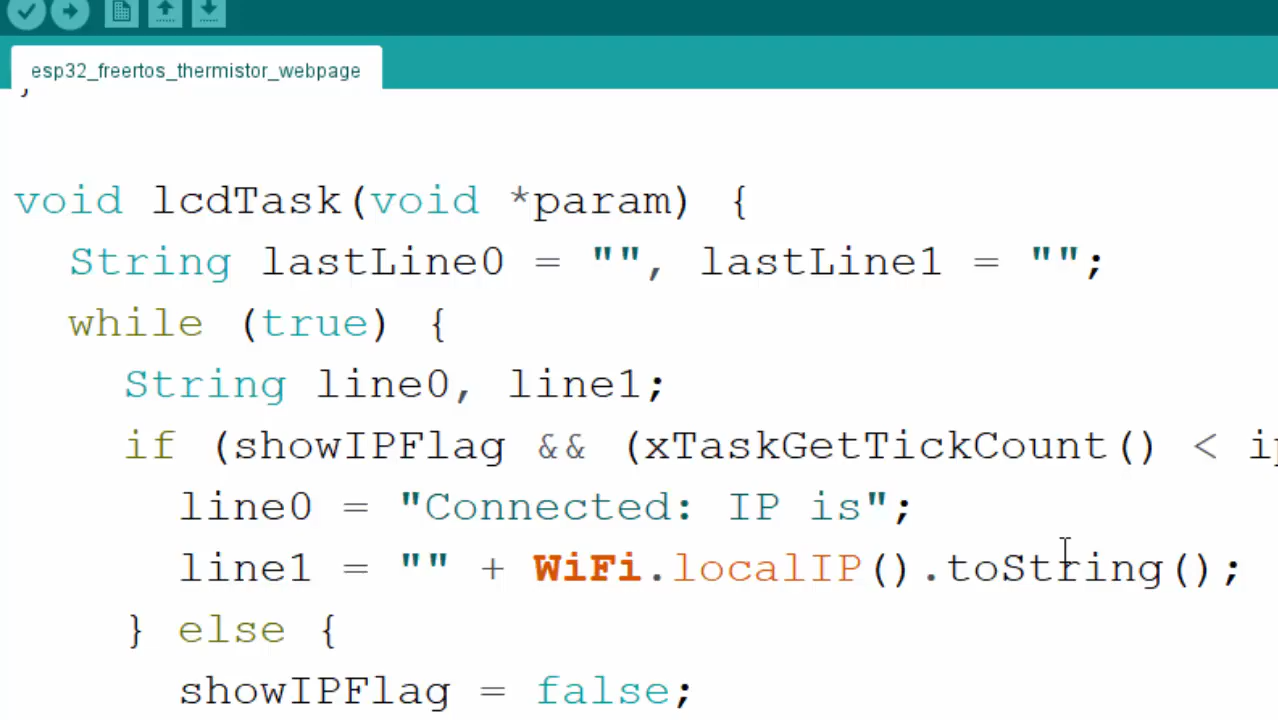 esp32_freertos_thermistor_webpage
}
void lcdTask(void *param) {
String lastLine0 = "", lastLine1 = "";
while (true) {
String line0, line1;
if (showIPFlag && (xTaskGetTickCount() < ip
line0 = "Connected: IP is";
line1 = "" + WiFi.localIP().toString();
} else {
showIPFlag = false;